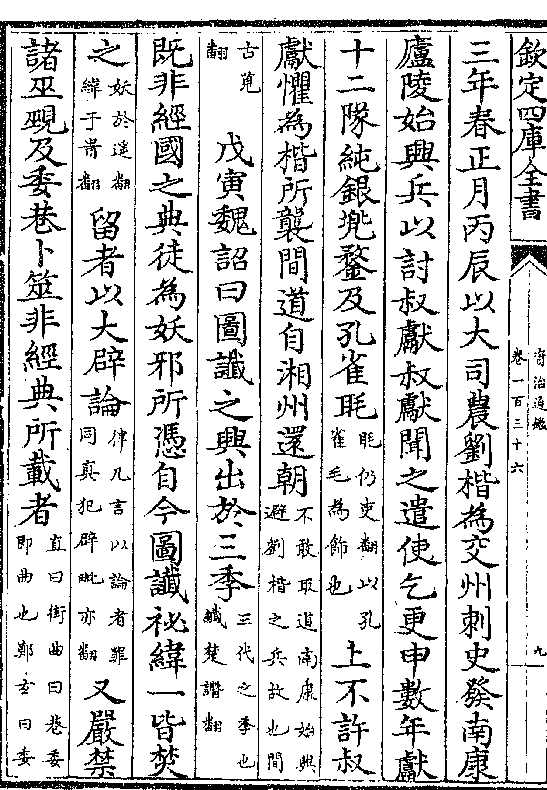 欽定四庫全書
資治通鑑
卷一百三十六
九
三年春正月丙辰以大司農劉楷為交州刺史發南康
廬陵始興兵以討叔獻叔獻聞之遣使乞更申數年獻
十二隊純銀兠鍪及孔雀毦毦仍吏翻以孔雀毛為飾也上不許叔
獻懼為楷所襲間道自湘州還朝不敢取道南康始興避劉楷之兵故也間
古莧翻戊寅魏詔曰圖讖之興出於三季三代之季也讖楚譖翻
既非經國之典徒為妖邪所憑自今圖讖祕緯一皆焚
之妖於遥翻緯于貴翻留者以大辟論律凡言以論者罪同真犯辟毗亦翻又嚴禁
諸巫覡及委巷卜筮非經典所載者直曰街曲曰巷委即曲也鄭玄曰委